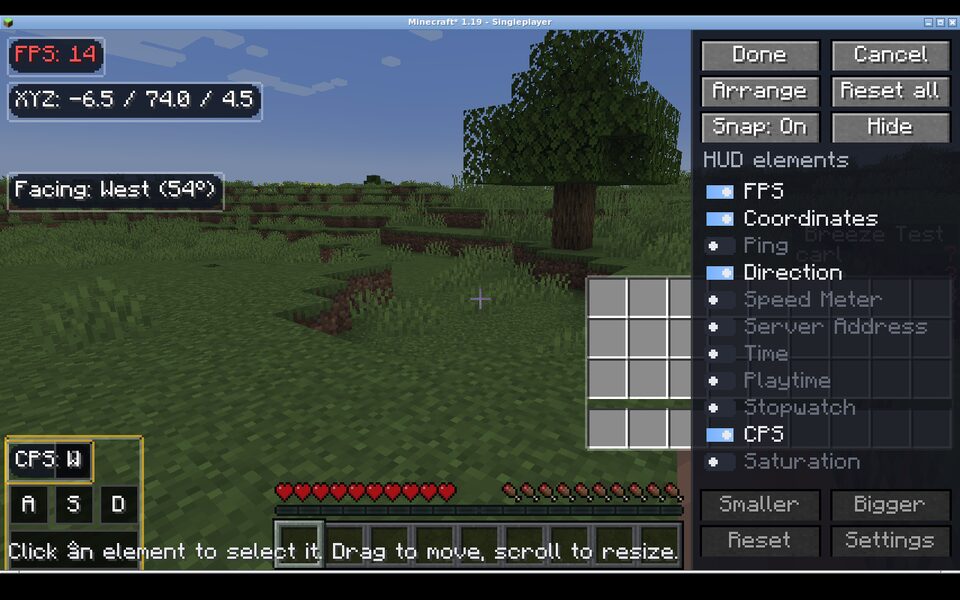 Minecraft* 1.19 - Singleplayer
FPS: 14
XYZ: -6.5 / 74.0 / 4.5
Facing: West (54º)
Done
Cancel
Arrange
Reset all
Snap: On
Hide
HUD elements
FPS
Coordinates
Ping
Direction
Speed Meter
Server Address
Time
Playtime
Stopwatch
CPS
Saturation
Smaller
Bigger
Reset
Settings
CPS W
A S D
Click an element to select it. Drag to move, scroll to resize.